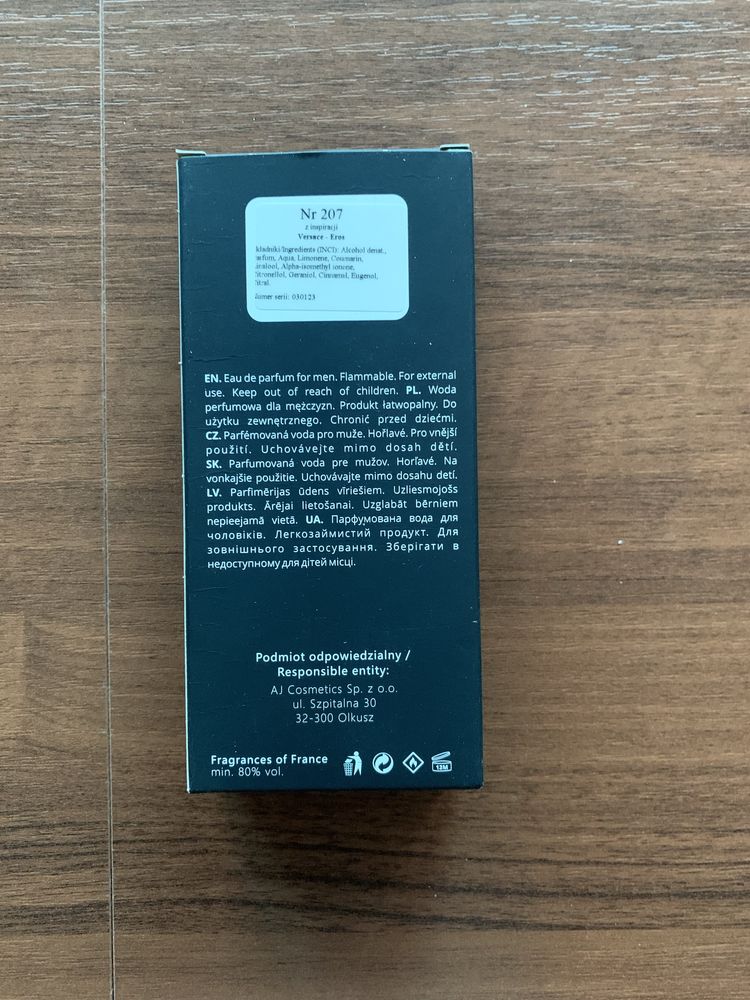 Nr 207
z inspiracji
Versace - Eros
kładniki/Ingredients (INCI): Alcohol denat.,
arfum, Aqua, Limonene, Coumarin,
inalool, Alpha-isomethyl ionone,
itronellol, Geraniol, Cinnamal, Eugenol,
itral.
numer serii: 030123
EN. Eau de parfum for men. Flammable. For external
use. Keep out of reach of children. PL. Woda
perfumowa dla mężczyzn. Produkt łatwopalny. Do
użytku zewnętrznego. Chronić przed dziećmi.
CZ. Parfémovaná voda pro muže. Hořlavé. Pro vnější
použití. Uchovávejte mimo dosah dětí.
SK. Parfumovaná voda pre mužov. Horľavé. Na
vonkajšie použitie. Uchovávajte mimo dosahu detí.
LV. Parfimērijas ūdens vīriešiem. Uzliesmojošs
produkts. Ārējai lietošanai. Uzglabāt bērniem
nepieejamā vietā. UA. Парфумована вода для
чоловіків. Легкозаймистий продукт. Для
зовнішнього застосування. Зберігати в
недоступному для дітей місці.
Podmiot odpowiedzialny /
Responsible entity:
AJ Cosmetics Sp. z o.o.
ul. Szpitalna 30
32-300 Olkusz
Fragrances of France
min. 80% vol.
12M